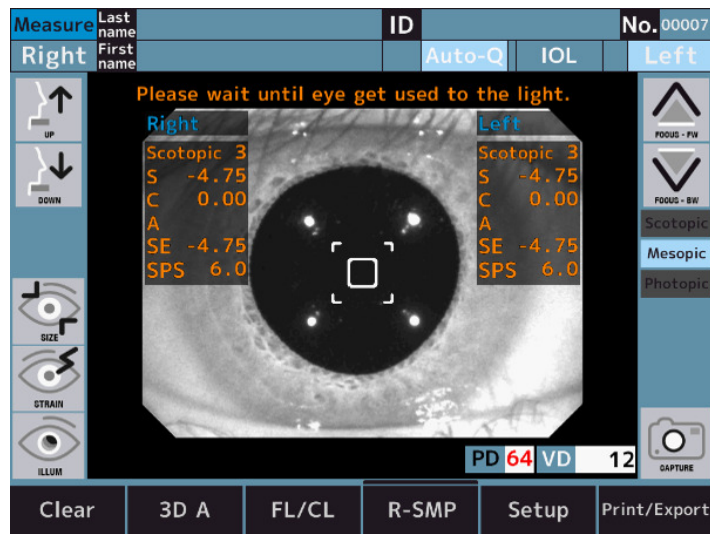 Measure Last name ID No. 00007
Right First name Auto-Q IOL Left
Please wait until eye get used to the light.
UP
DOWN
SIZE
STRAIN
ILLUM
Right
Scotopic 3
S -4.75
C 0.00
A
SE -4.75
SPS 6.0
Left
Scotopic 3
S -4.75
C 0.00
A
SE -4.75
SPS 6.0
FOCUS - FW
FOCUS - BW
Scotopic
Mesopic
Photopic
CAPTURE
PD 64 VD 12
Clear 3D A FL/CL R-SMP Setup Print/Export